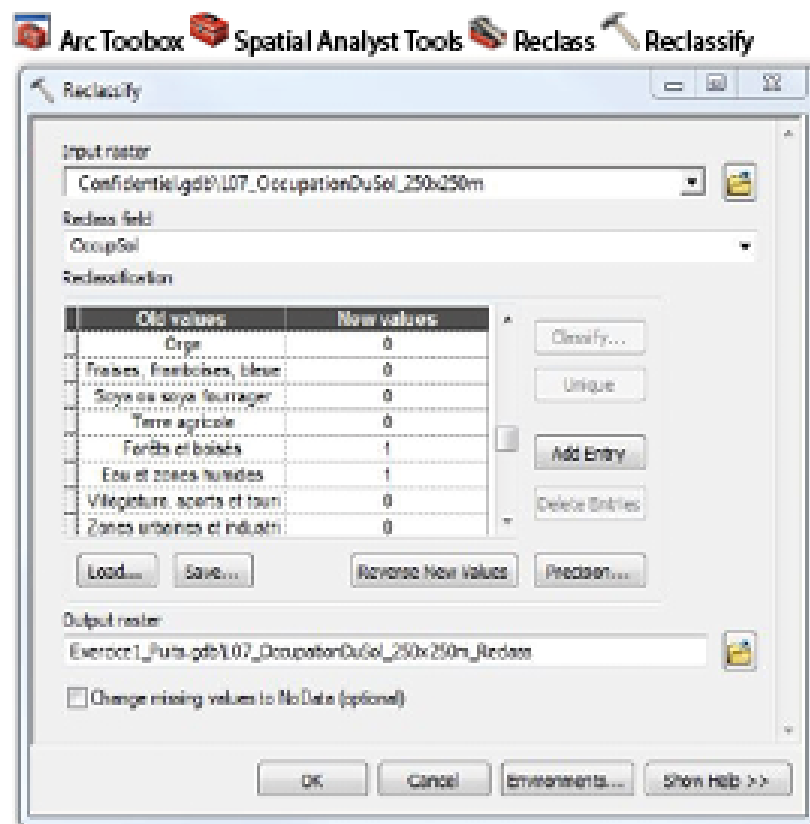 Arc Toobox Spatial Analyst Tools Reclass Reclassify
Reclassify
Input raster
Confidentiel.gdb\L07_OccupationDuSol_250x250m
Reclass field
OccupSol
Reclassification
Old values New values
Orge 0
Fraises, framboises, bleue 0
Soya ou soya fourrager 0
Terre agricole 0
Forêts et boisés 1
Eau et zones humides 1
Villégiature, sports et touri 0
Zones urbaines et industri 0
Classify...
Unique
Add Entry
Delete Entries
Load... Save... Reverse New Values Precision...
Output raster
Exercice1_Puits.gdb\L07_OccupationDuSol_250x250m_Reclass
Change missing values to NoData (optional)
OK Cancel Environments... Show Help >>